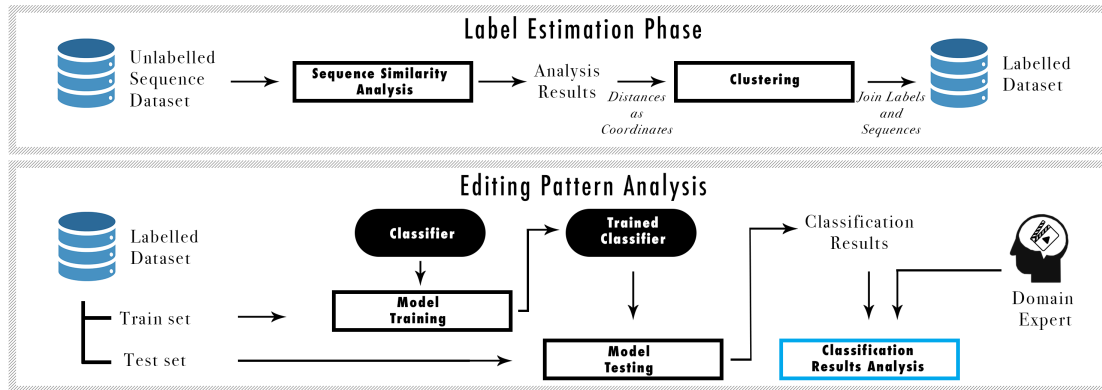 Label Estimation Phase
Unlabelled
Sequence
Dataset
Sequence Similarity
Analysis
Analysis
Results
Distances
as
Coordinates
Clustering
Join Labels
and
Sequences
Labelled
Dataset
Editing Pattern Analysis
Labelled
Dataset
Classifier
Trained
Classifier
Classification
Results
Train set
Model
Training
Domain
Expert
Test set
Model
Testing
Classification
Results Analysis